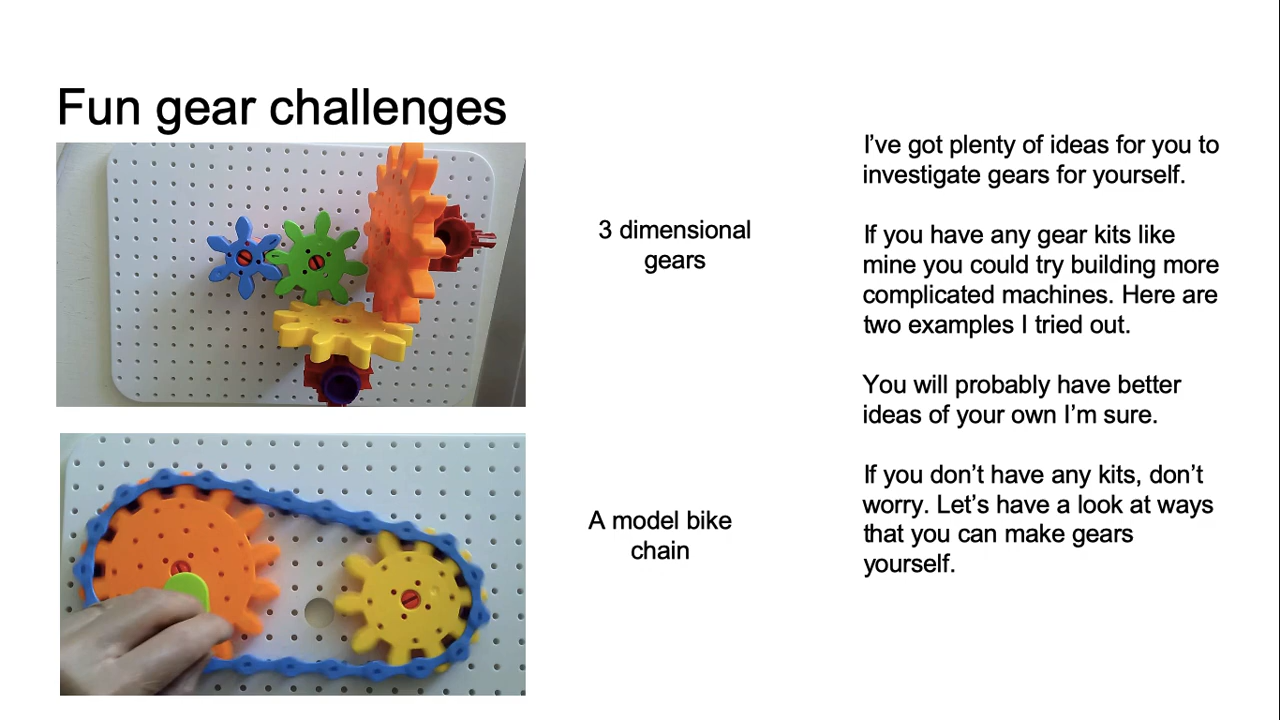 Fun gear challenges
3 dimensional
gears
A model bike
chain
I’ve got plenty of ideas for you to
investigate gears for yourself.
If you have any gear kits like
mine you could try building more
complicated machines. Here are
two examples I tried out.
You will probably have better
ideas of your own I’m sure.
If you don’t have any kits, don’t
worry. Let’s have a look at ways
that you can make gears
yourself.